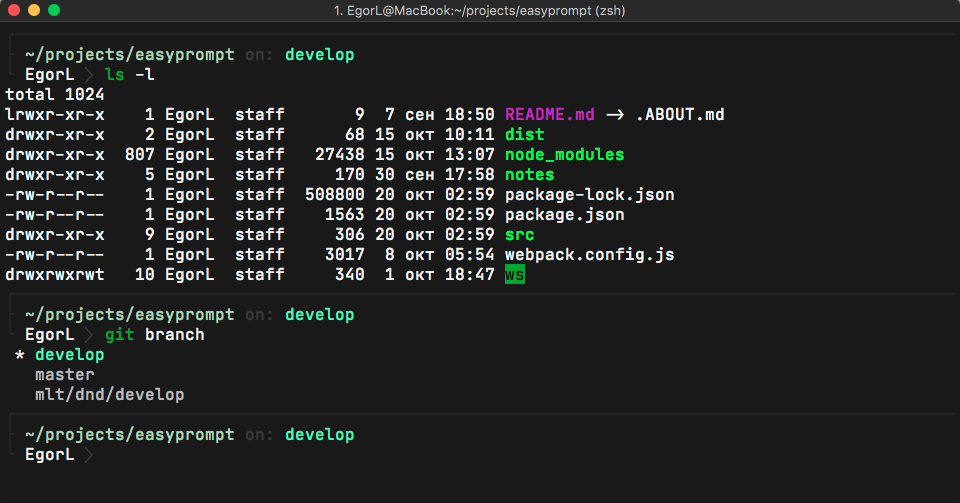 1. EgorL@MacBook:~/projects/easyprompt (zsh)
~/projects/easyprompt on: develop
EgorL > ls -l
total 1024
lrwxr-xr-x 1 EgorL staff 9 7 сен 18:50 README.md -> .ABOUT.md
drwxr-xr-x 2 EgorL staff 68 15 окт 10:11 dist
drwxr-xr-x 807 EgorL staff 27438 15 окт 13:07 node_modules
drwxr-xr-x 5 EgorL staff 170 30 сен 17:58 notes
-rw-r--r-- 1 EgorL staff 508800 20 окт 02:59 package-lock.json
-rw-r--r-- 1 EgorL staff 1563 20 окт 02:59 package.json
drwxr-xr-x 9 EgorL staff 306 20 окт 02:59 src
-rw-r--r-- 1 EgorL staff 3017 8 окт 05:54 webpack.config.js
drwxrwxrwt 10 EgorL staff 340 1 окт 18:47 ws
~/projects/easyprompt on: develop
EgorL > git branch
* develop
master
mlt/dnd/develop
~/projects/easyprompt on: develop
EgorL >